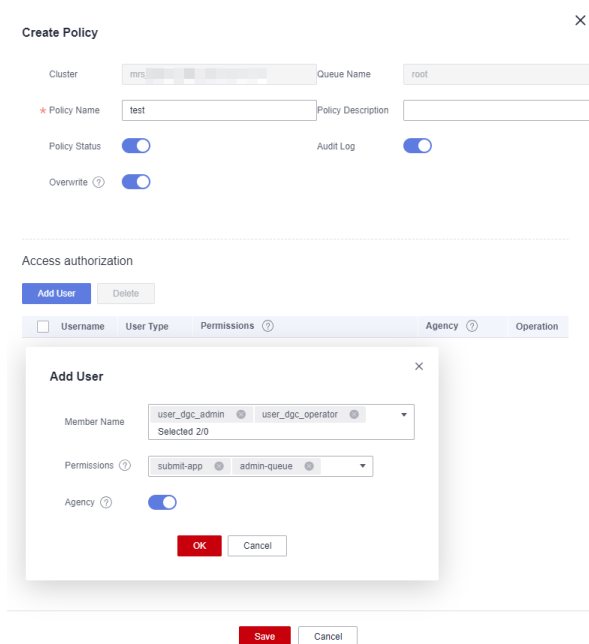 Create Policy
Cluster mrs Queue Name root
* Policy Name test Policy Description
Policy Status Audit Log
Overwrite ?
Access authorization
Add User Delete
Username User Type Permissions ? Agency ? Operation
Add User
Member Name user_dgc_admin user_dgc_operator
Selected 2/0
Permissions ? submit-app admin-queue
Agency ?
OK Cancel
Save Cancel